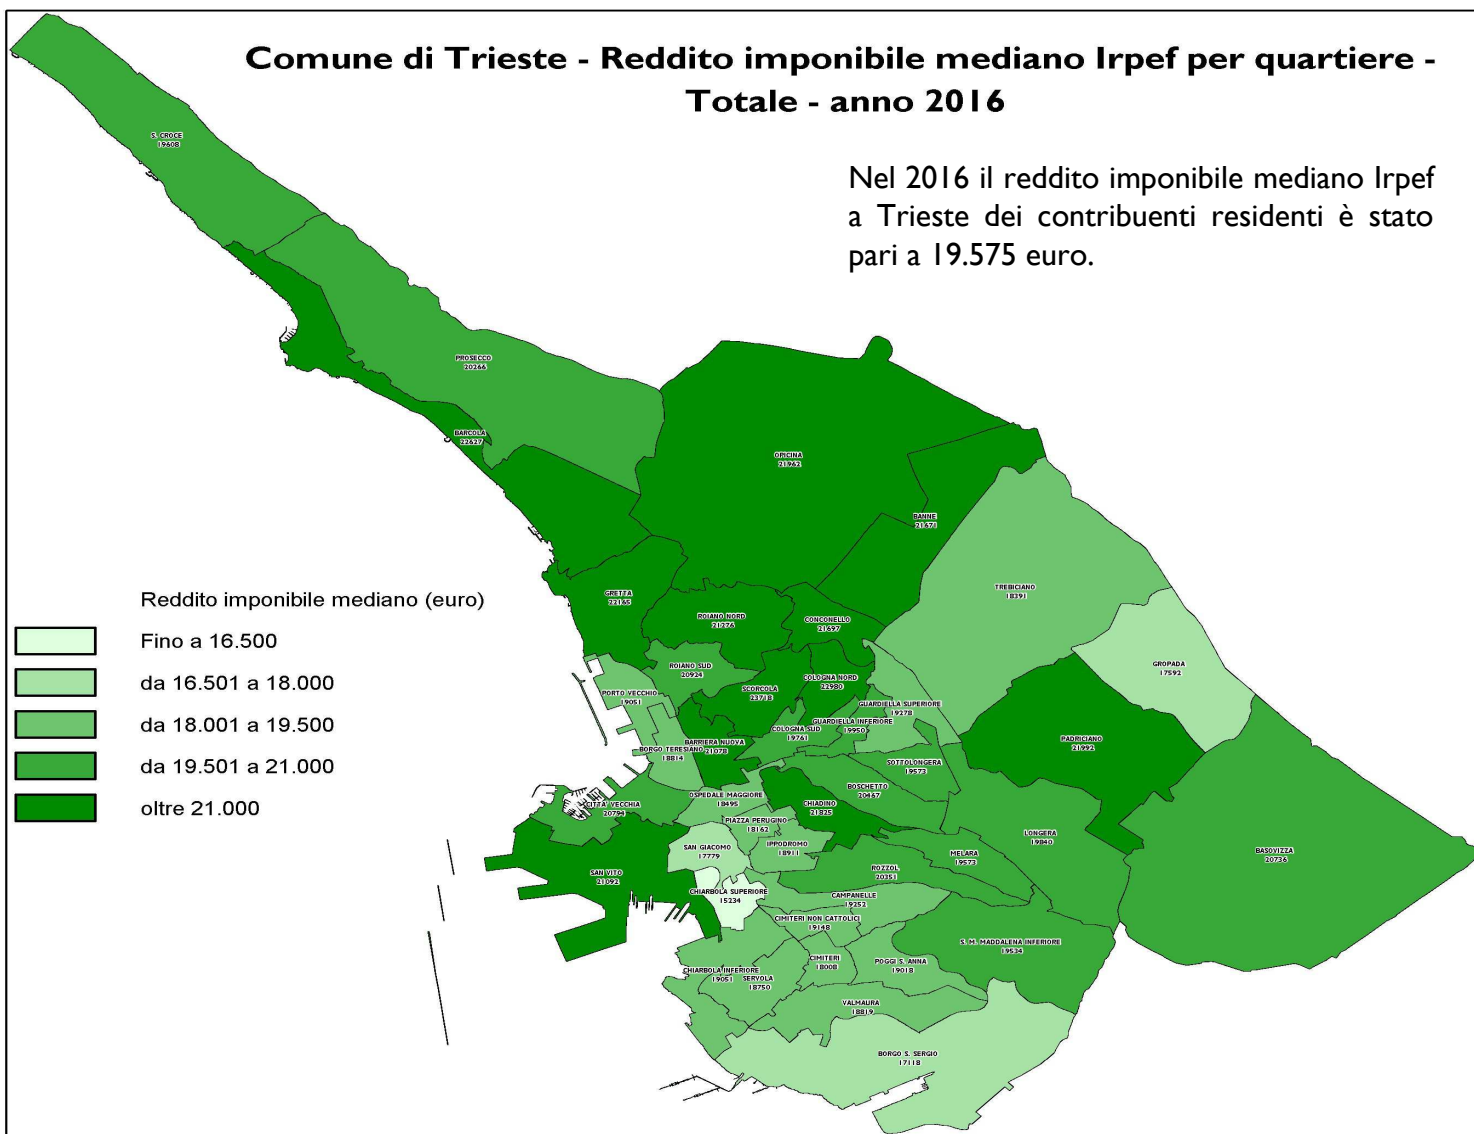 Comune di Trieste - Reddito imponibile mediano Irpef per quartiere -
Totale - anno 2016
Nel 2016 il reddito imponibile mediano Irpef
a Trieste dei contribuenti residenti è stato
pari a 19.575 euro.
S. CROCE
19608
PROSECCO
20266
BARCOLA
22627
OPICINA
21962
BANNE
21671
TREBICIANO
18391
GROPADA
17592
PADRICIANO
21992
BASOVIZZA
20736
GRETTA
22165
ROIANO NORD
21276
CONCONELLO
21697
ROIANO SUD
20924
SCORCOLA
23718
COLOGNA NORD
22980
PORTO VECCHIO
19051
GUARDIELLA SUPERIORE
19278
GUARDIELLA INFERIORE
19950
COLOGNA SUD
19761
BARRIERA NUOVA
21078
BORGO TERESIANO
18814
SOTTOLONGERA
19573
BOSCHETTO
20467
OSPEDALE MAGGIORE
18495
CHIADINO
21825
CITTA' VECCHIA
20794
PIAZZA PERUGINO
18162
IPPODROMO
18911
SAN GIACOMO
17779
MELARA
19573
LONGERA
19840
ROZZOL
20351
SAN VITO
21092
CHIARBOLA SUPERIORE
15234
CAMPANELLE
19252
CIMITERI NON CATTOLICI
19148
S. M. MADDALENA INFERIORE
19534
CIMITERI
18008
POGGI S. ANNA
19018
CHIARBOLA INFERIORE
19051
SERVOLA
18750
VALMAURA
18819
BORGO S. SERGIO
17118
Reddito imponibile mediano (euro)
Fino a 16.500
da 16.501 a 18.000
da 18.001 a 19.500
da 19.501 a 21.000
oltre 21.000